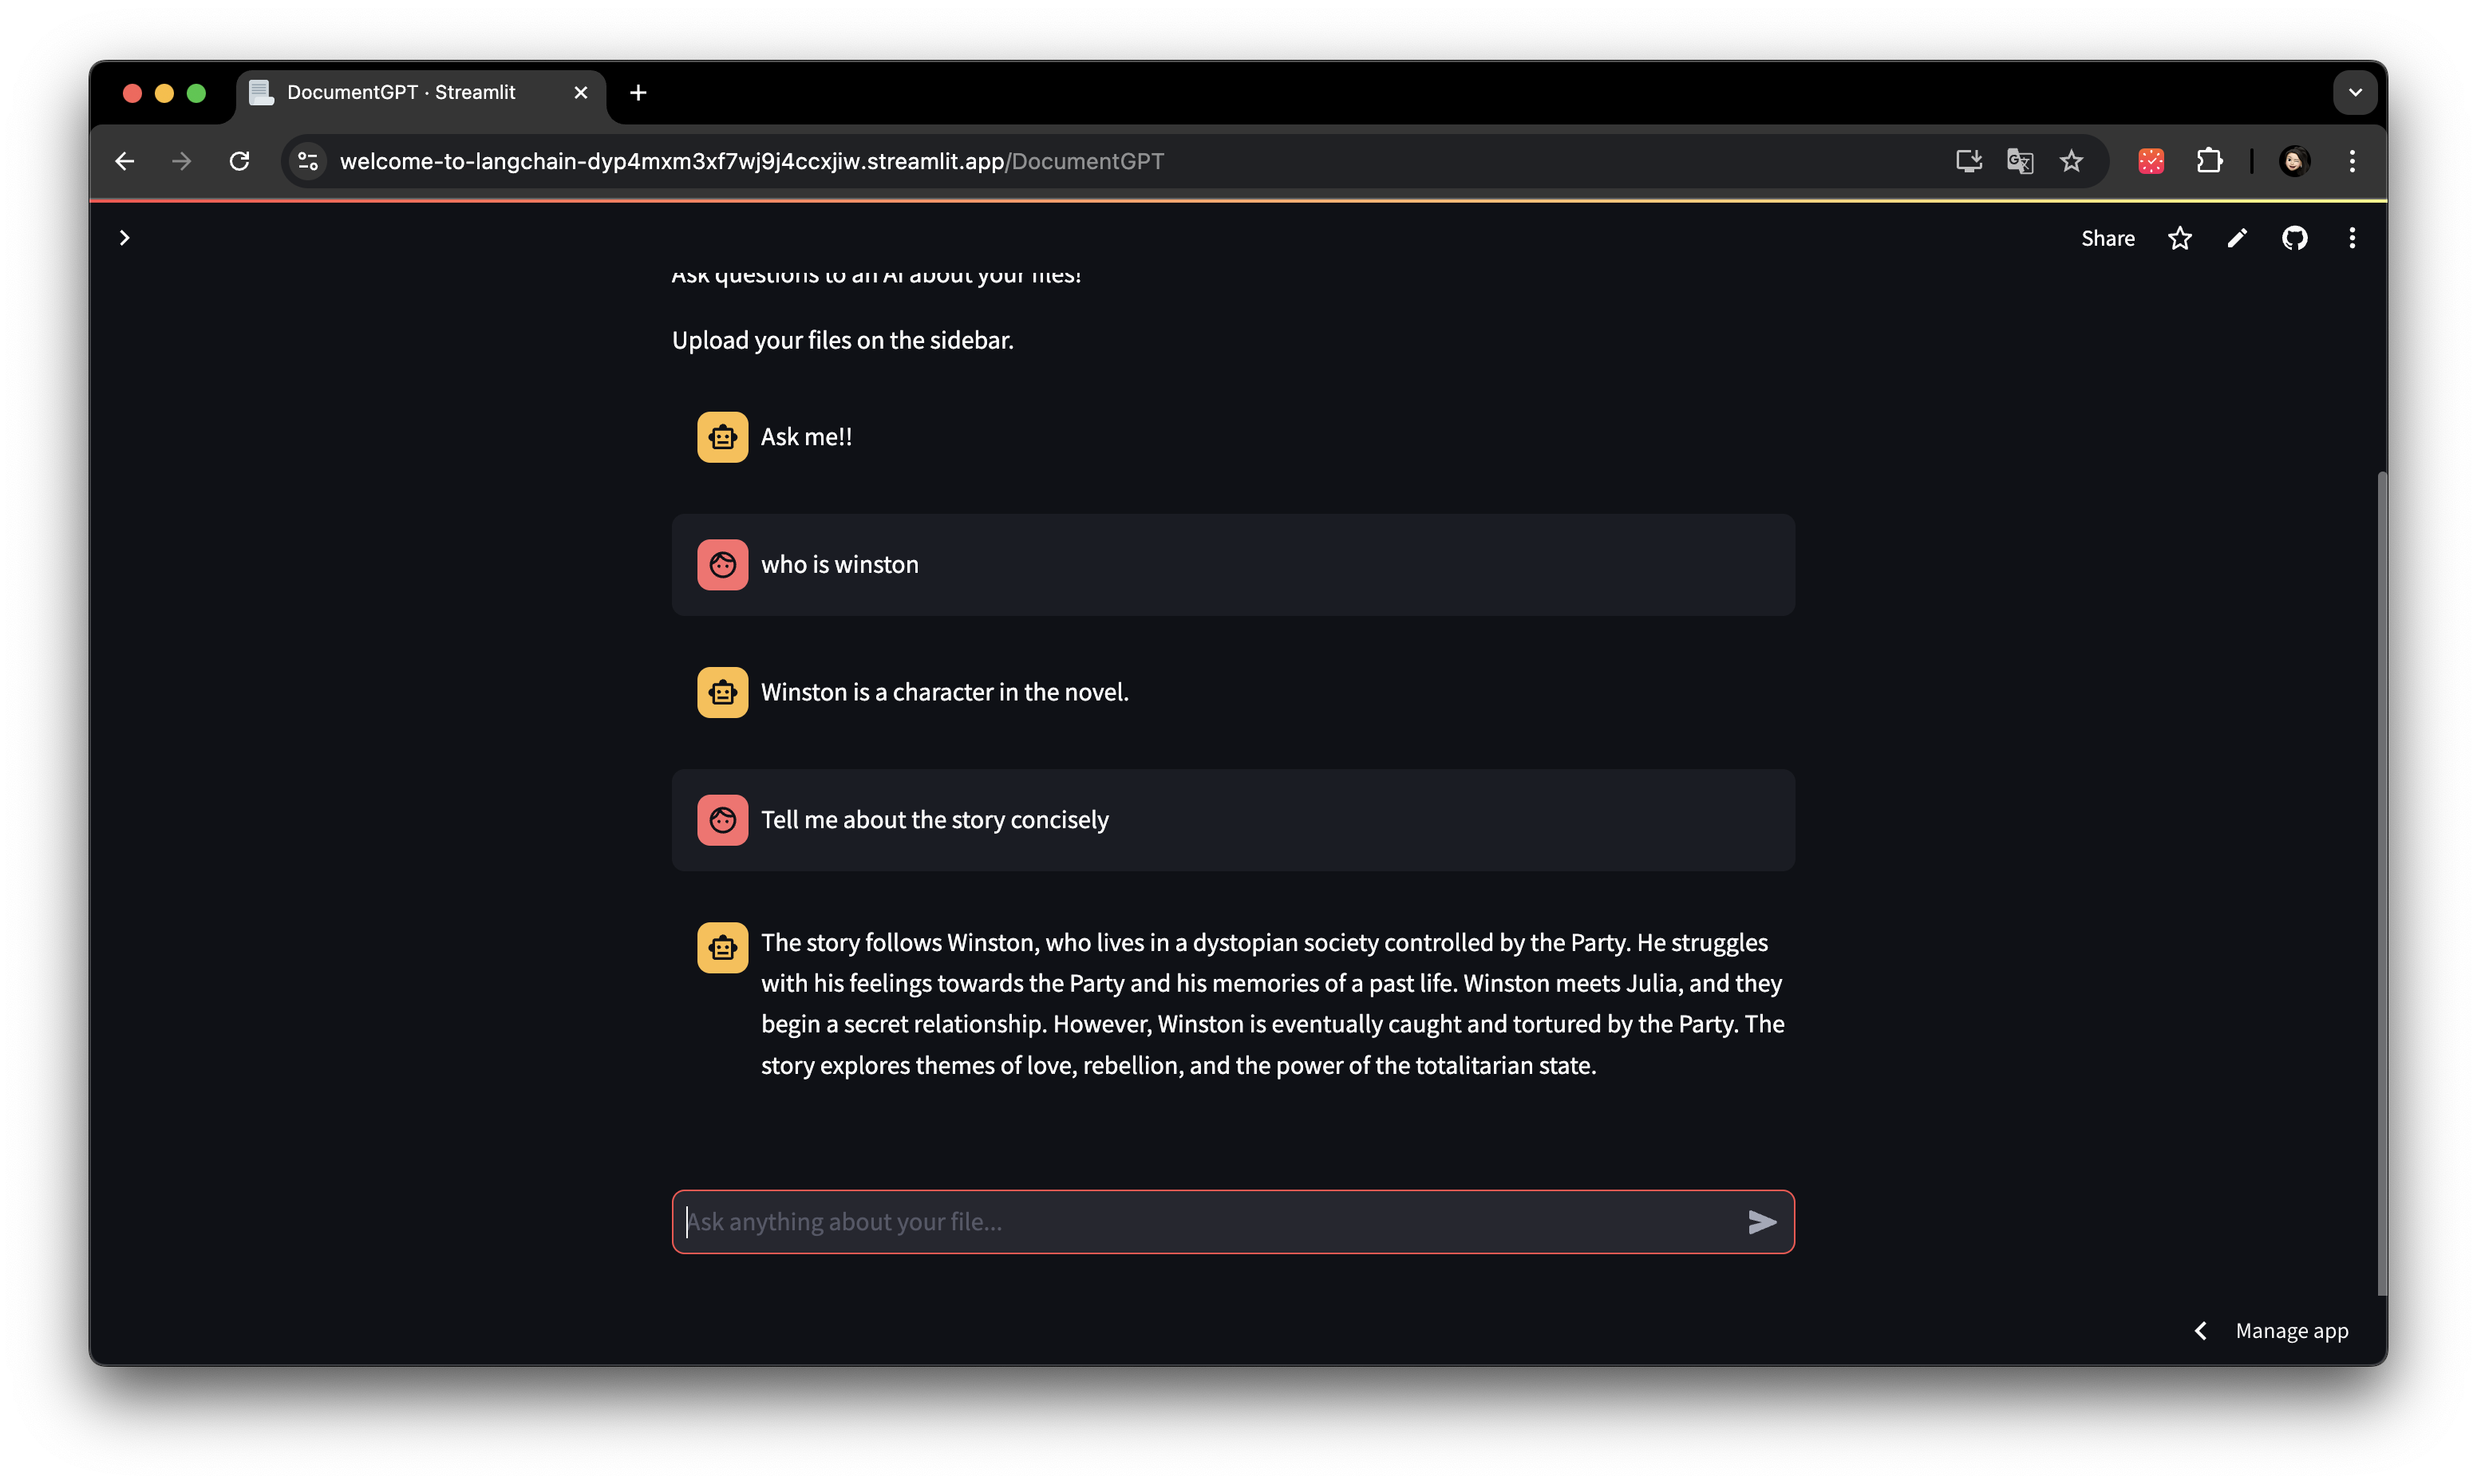 DocumentGPT · Streamlit
welcome-to-langchain-dyp4mxm3xf7wj9j4ccxjiw.streamlit.app/DocumentGPT
Share
Ask questions to an AI about your files!
Upload your files on the sidebar.
Ask me!!
who is winston
Winston is a character in the novel.
Tell me about the story concisely
The story follows Winston, who lives in a dystopian society controlled by the Party. He struggles
with his feelings towards the Party and his memories of a past life. Winston meets Julia, and they
begin a secret relationship. However, Winston is eventually caught and tortured by the Party. The
story explores themes of love, rebellion, and the power of the totalitarian state.
Ask anything about your file...
Manage app